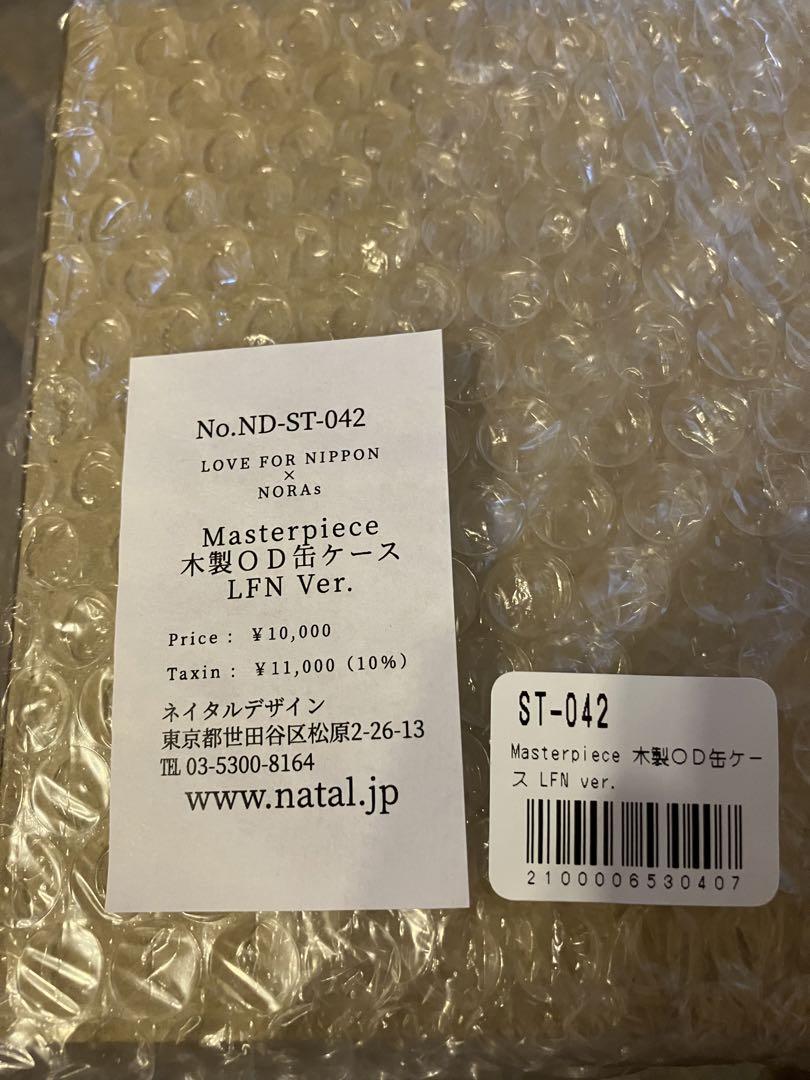 No.ND-ST-042
LOVE FOR NIPPON
×
NORAs
Masterpiece
木製OD缶ケース
LFN Ver.
Price : ¥10,000
Taxin : ¥11,000（10%）
ネイタルデザイン
東京都世田谷区松原2-26-13
℡ 03-5300-8164
www.natal.jp
ST-042
Masterpiece 木製OD缶ケー
ス LFN ver.
2100006530407